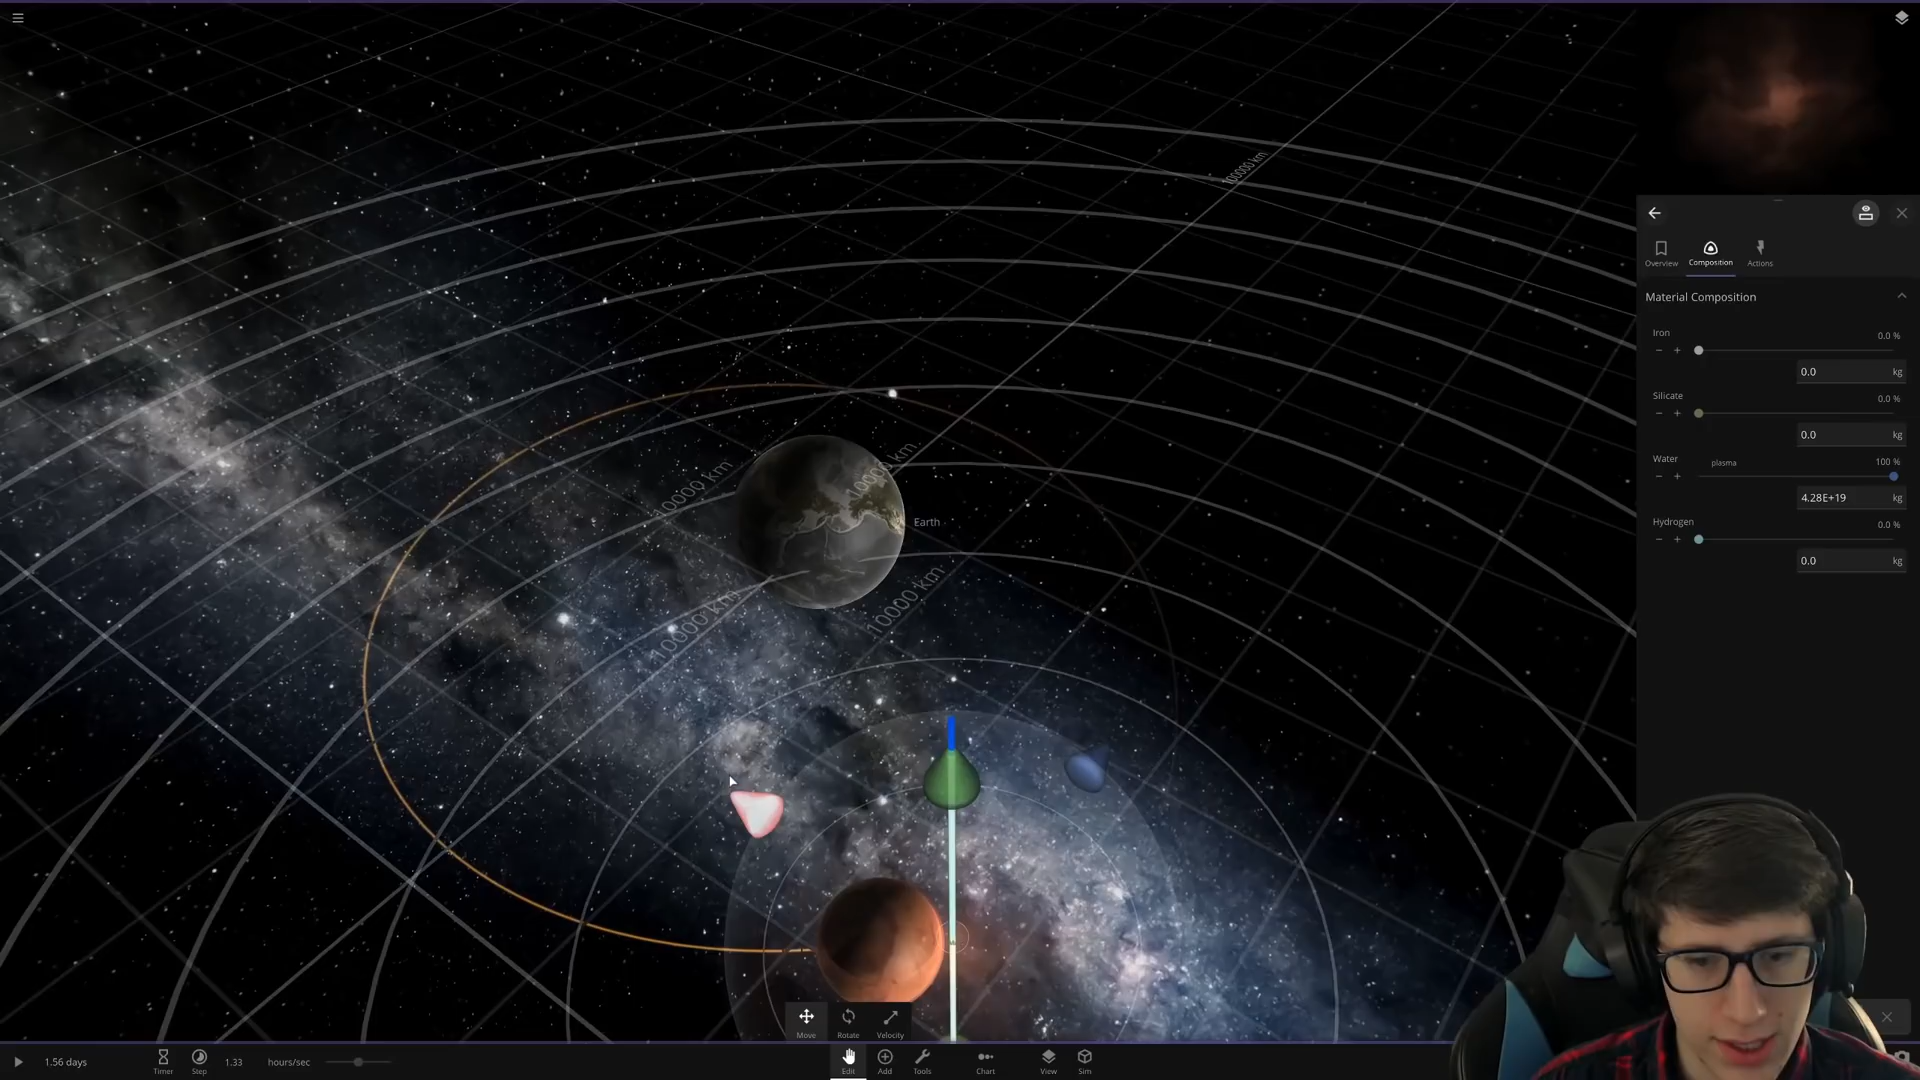 100000 km
Overview
Composition
Actions
Material Composition
Iron
0.0 %
0.0 kg
Silicate
0.0 %
0.0 kg
Water
plasma
100 %
4.28E+19 kg
Hydrogen
0.0 %
0.0 kg
10000 km
10000 km
Earth
10000 km
10000 km
Move
Rotate
Velocity
1.56 days
Timer
Step
1.33
hours/sec
Edit
Add
Tools
Chart
View
Sim